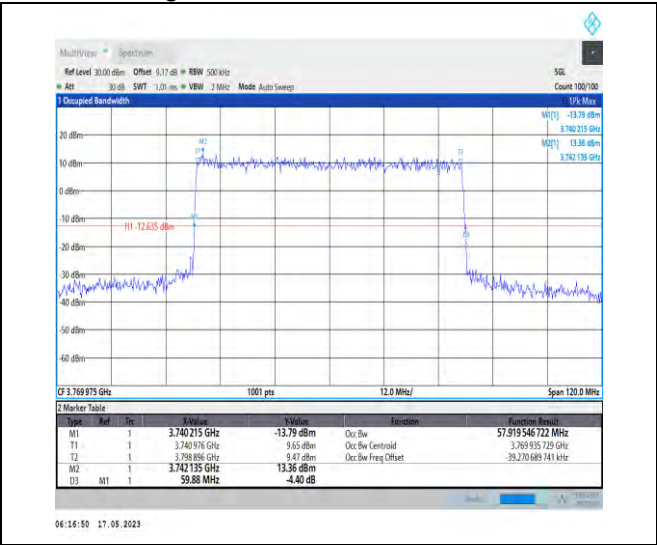 MultiView Spectrum
Ref Level 30.00 dBm Offset 9.17 dB RBW 500 kHz SGL
Att 30 dB SWT 1.01 ms VBW 2 MHz Mode Auto Sweep Count 100/100
1 Occupied Bandwidth 1Pk Max
M1[1] -13.79 dBm
3.740 215 GHz
M2[1] 13.36 dBm
3.742 135 GHz
20 dBm
M2
T1
T2
10 dBm
0 dBm
-10 dBm
M1
H1 -12.635 dBm
D3
-20 dBm
-30 dBm
-40 dBm
-50 dBm
-60 dBm
CF 3.769 975 GHz 1001 pts 12.0 MHz/ Span 120.0 MHz
2 Marker Table
Type Ref Trc X-Value Y-Value Function Function Result
M1 1 3.740 215 GHz -13.79 dBm Occ Bw 57.919 546 722 MHz
T1 1 3.740 976 GHz 9.65 dBm Occ Bw Centroid 3.769 935 729 GHz
T2 1 3.798 896 GHz 9.47 dBm Occ Bw Freq Offset -39.270 689 741 kHz
M2 1 3.742 135 GHz 13.36 dBm
D3 M1 1 59.88 MHz -4.40 dB
06:16:50 17.05.2023